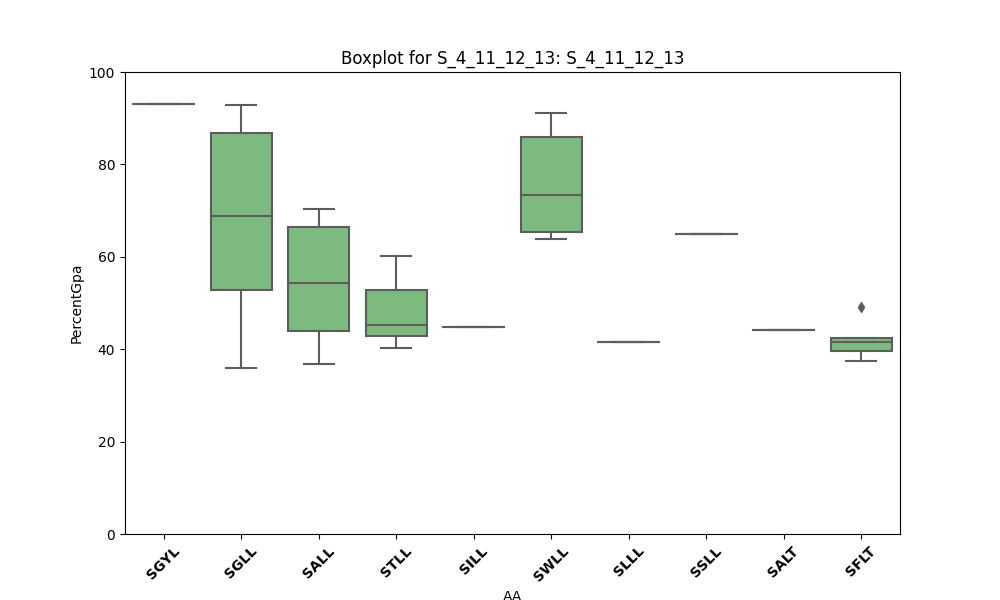 Boxplot for S_4_11_12_13: S_4_11_12_13
100
80
60
40
20
0
PercentGpa
SGYL
SGLL
SALL
STLL
SILL
SWLL
SLLL
SSLL
SALT
SFLT
AA